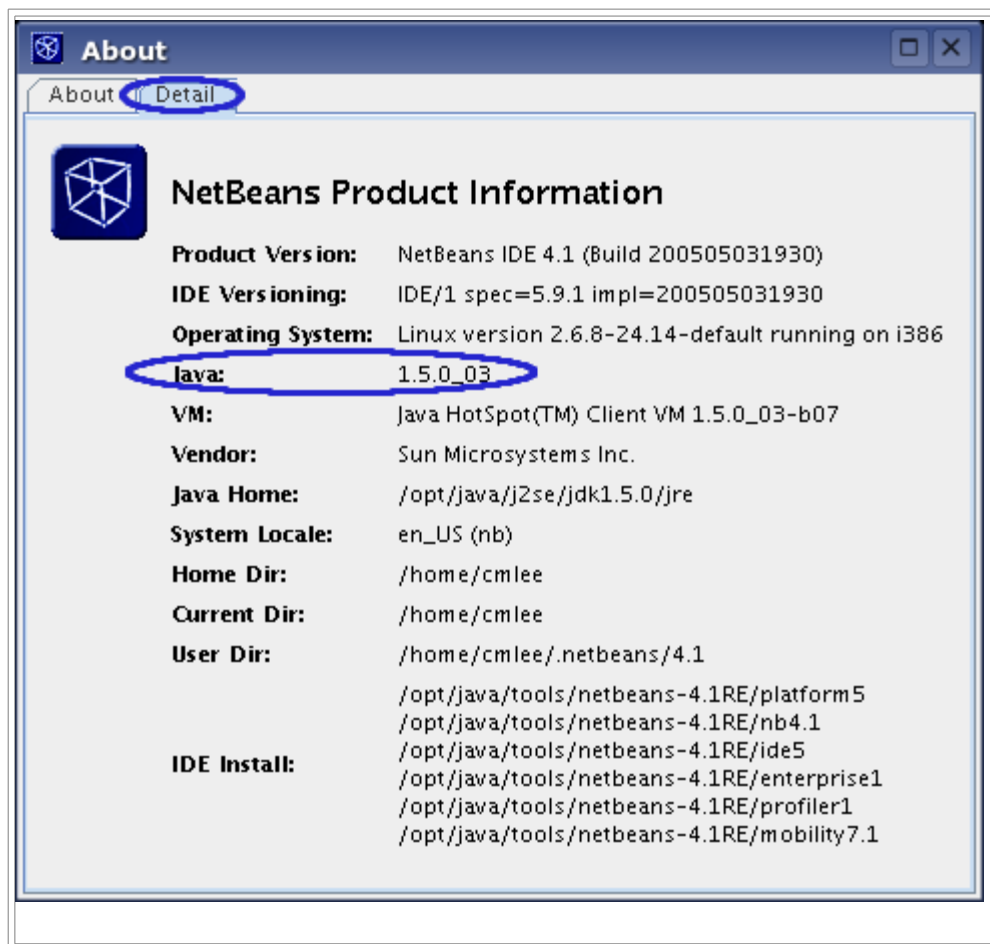 About
About Detail
NetBeans Product Information
Product Version: NetBeans IDE 4.1 (Build 200505031930)
IDE Versioning: IDE/1 spec=5.9.1 impl=200505031930
Operating System: Linux version 2.6.8-24.14-default running on i386
Java: 1.5.0_03
VM: Java HotSpot(TM) Client VM 1.5.0_03-b07
Vendor: Sun Microsystems Inc.
Java Home: /opt/java/j2se/jdk1.5.0/jre
System Locale: en_US (nb)
Home Dir: /home/cmlee
Current Dir: /home/cmlee
User Dir: /home/cmlee/.netbeans/4.1
IDE Install: /opt/java/tools/netbeans-4.1RE/platform5
/opt/java/tools/netbeans-4.1RE/nb4.1
/opt/java/tools/netbeans-4.1RE/ide5
/opt/java/tools/netbeans-4.1RE/enterprise1
/opt/java/tools/netbeans-4.1RE/profiler1
/opt/java/tools/netbeans-4.1RE/mobility7.1